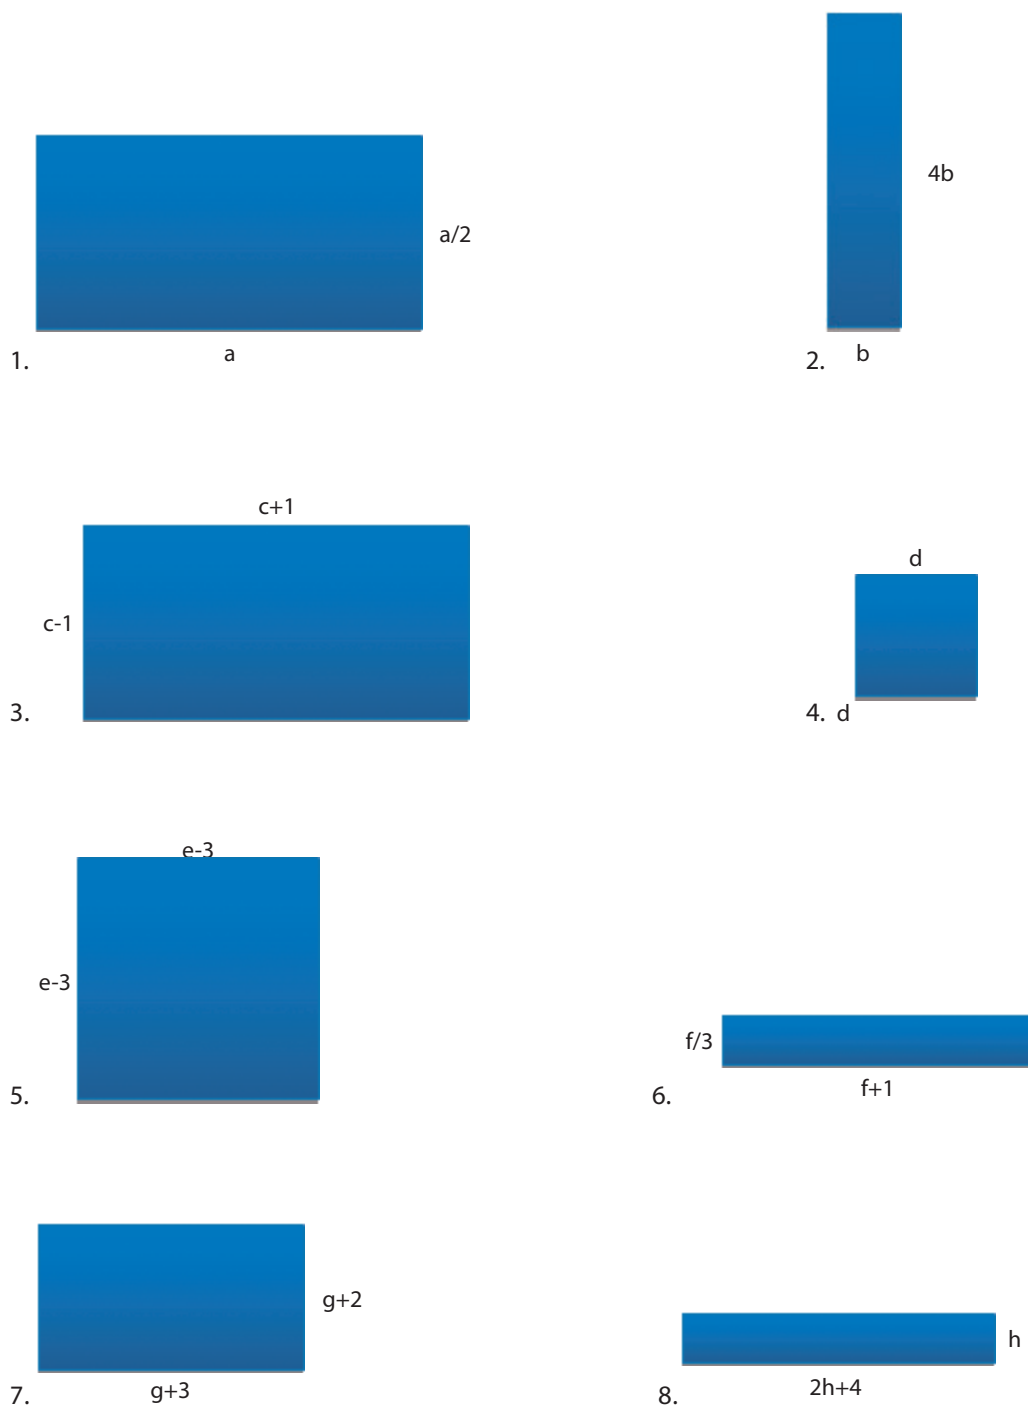 a/2
4b
1.
a
2.
b
c+1
c-1
3.
d
4. d
e-3
e-3
5.
f/3
6.
f+1
g+2
7.
g+3
h
8.
2h+4